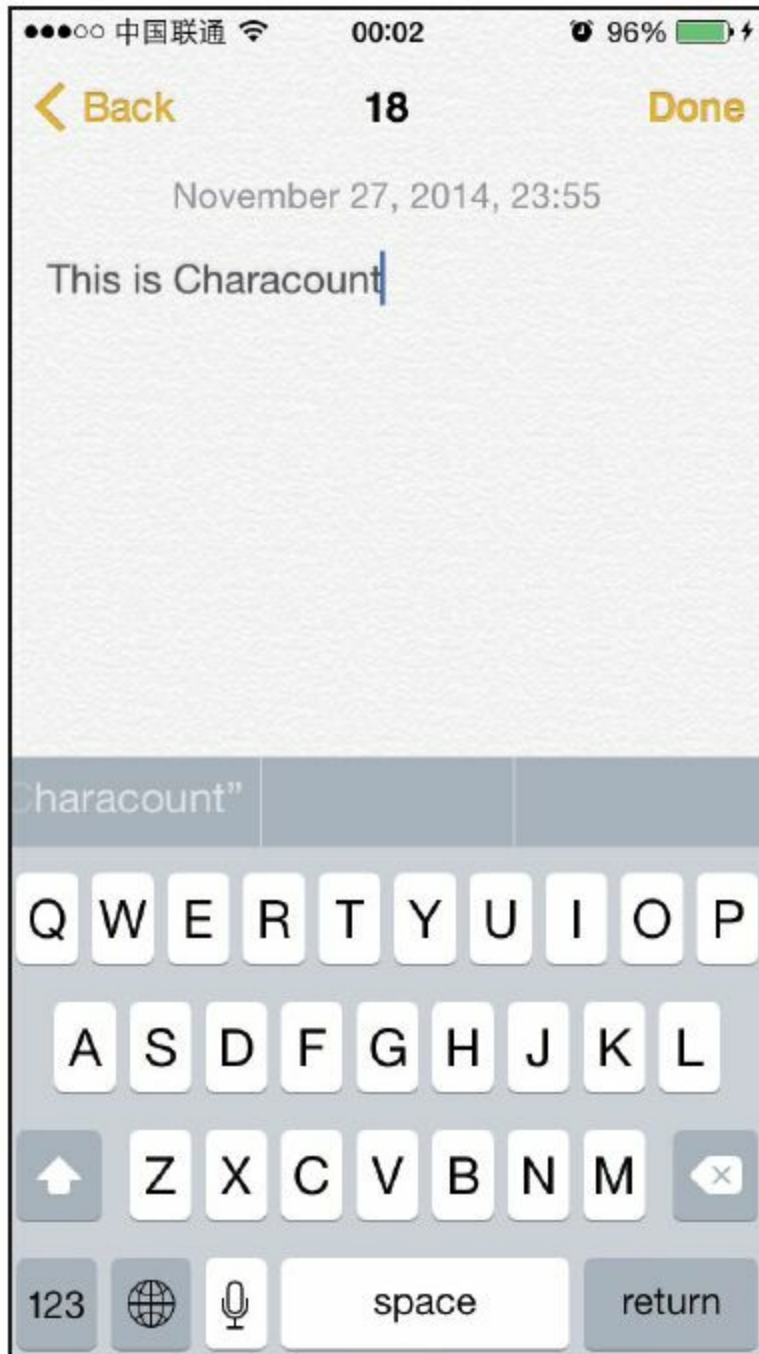 中国联通 00:02 96%
Back 18 Done
November 27, 2014, 23:55
This is Characount
Characount”
Q W E R T Y U I O P
A S D F G H J K L
Z X C V B N M
123 space return